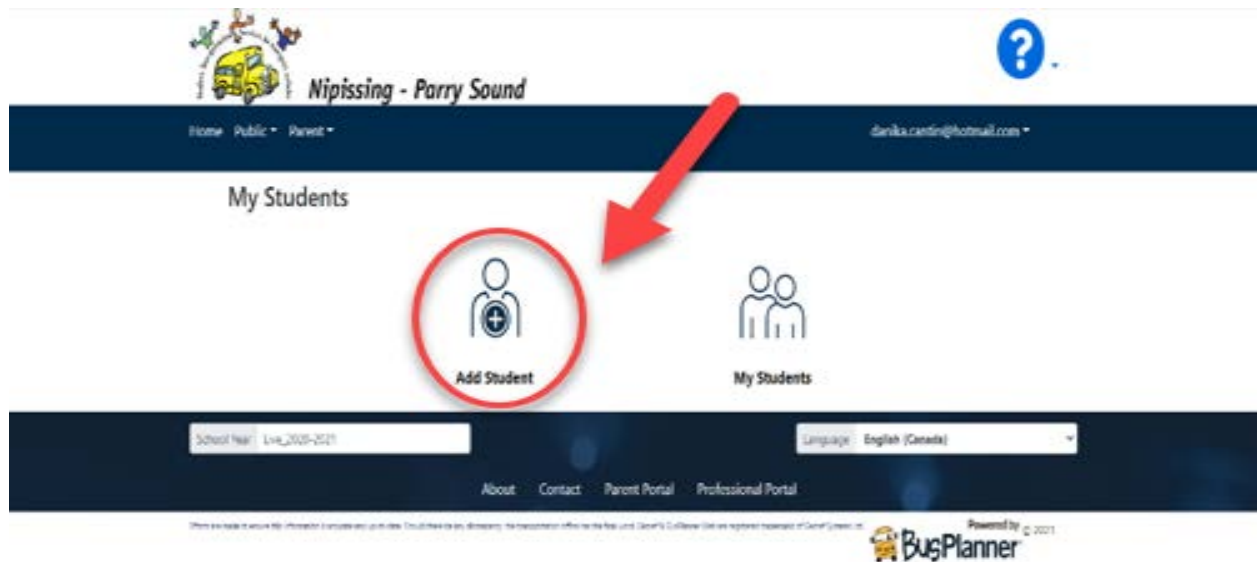 Nipissing - Parry Sound
Home Public Parent danika.cantin@hotmail.com
My Students
Add Student My Students
School Year Live_2020-2021 Language English (Canada)
About Contact Parent Portal Professional Portal
Powered by © 2021
BusPlanner